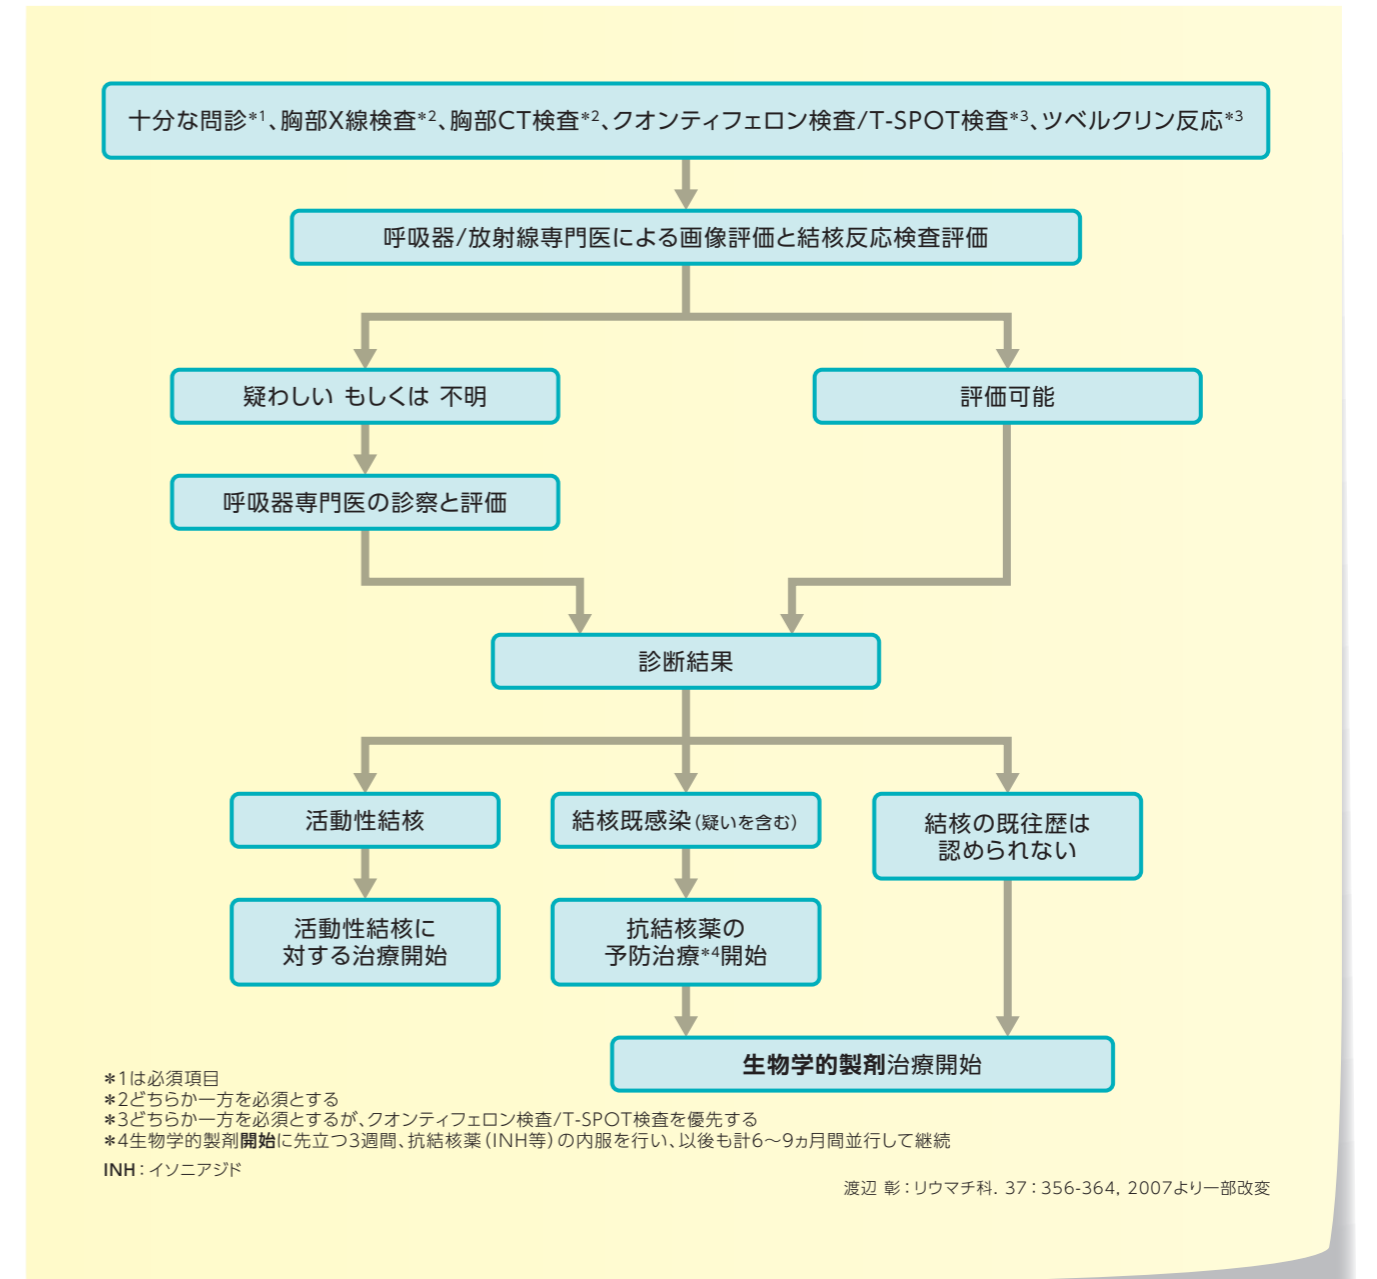 十分な問診*1、胸部X線検査*2、胸部CT検査*2、クオンティフェロン検査/T-SPOT検査*3、ツベルクリン反応*3
呼吸器/放射線専門医による画像評価と結核反応検査評価
疑わしい もしくは 不明
評価可能
呼吸器専門医の診察と評価
診断結果
活動性結核
結核既感染(疑いを含む)
結核の既往歴は
認められない
活動性結核に
対する治療開始
抗結核薬の
予防治療*4開始
生物学的製剤治療開始
*1は必須項目
*2どちらか一方を必須とする
*3どちらか一方を必須とするが、クオンティフェロン検査/T-SPOT検査を優先する
*4生物学的製剤開始に先立つ3週間、抗結核薬(INH等)の内服を行い、以後も計6〜9ヵ月間並行して継続
INH:イソニアジド
渡辺 彰:リウマチ科. 37:356-364, 2007より一部改変